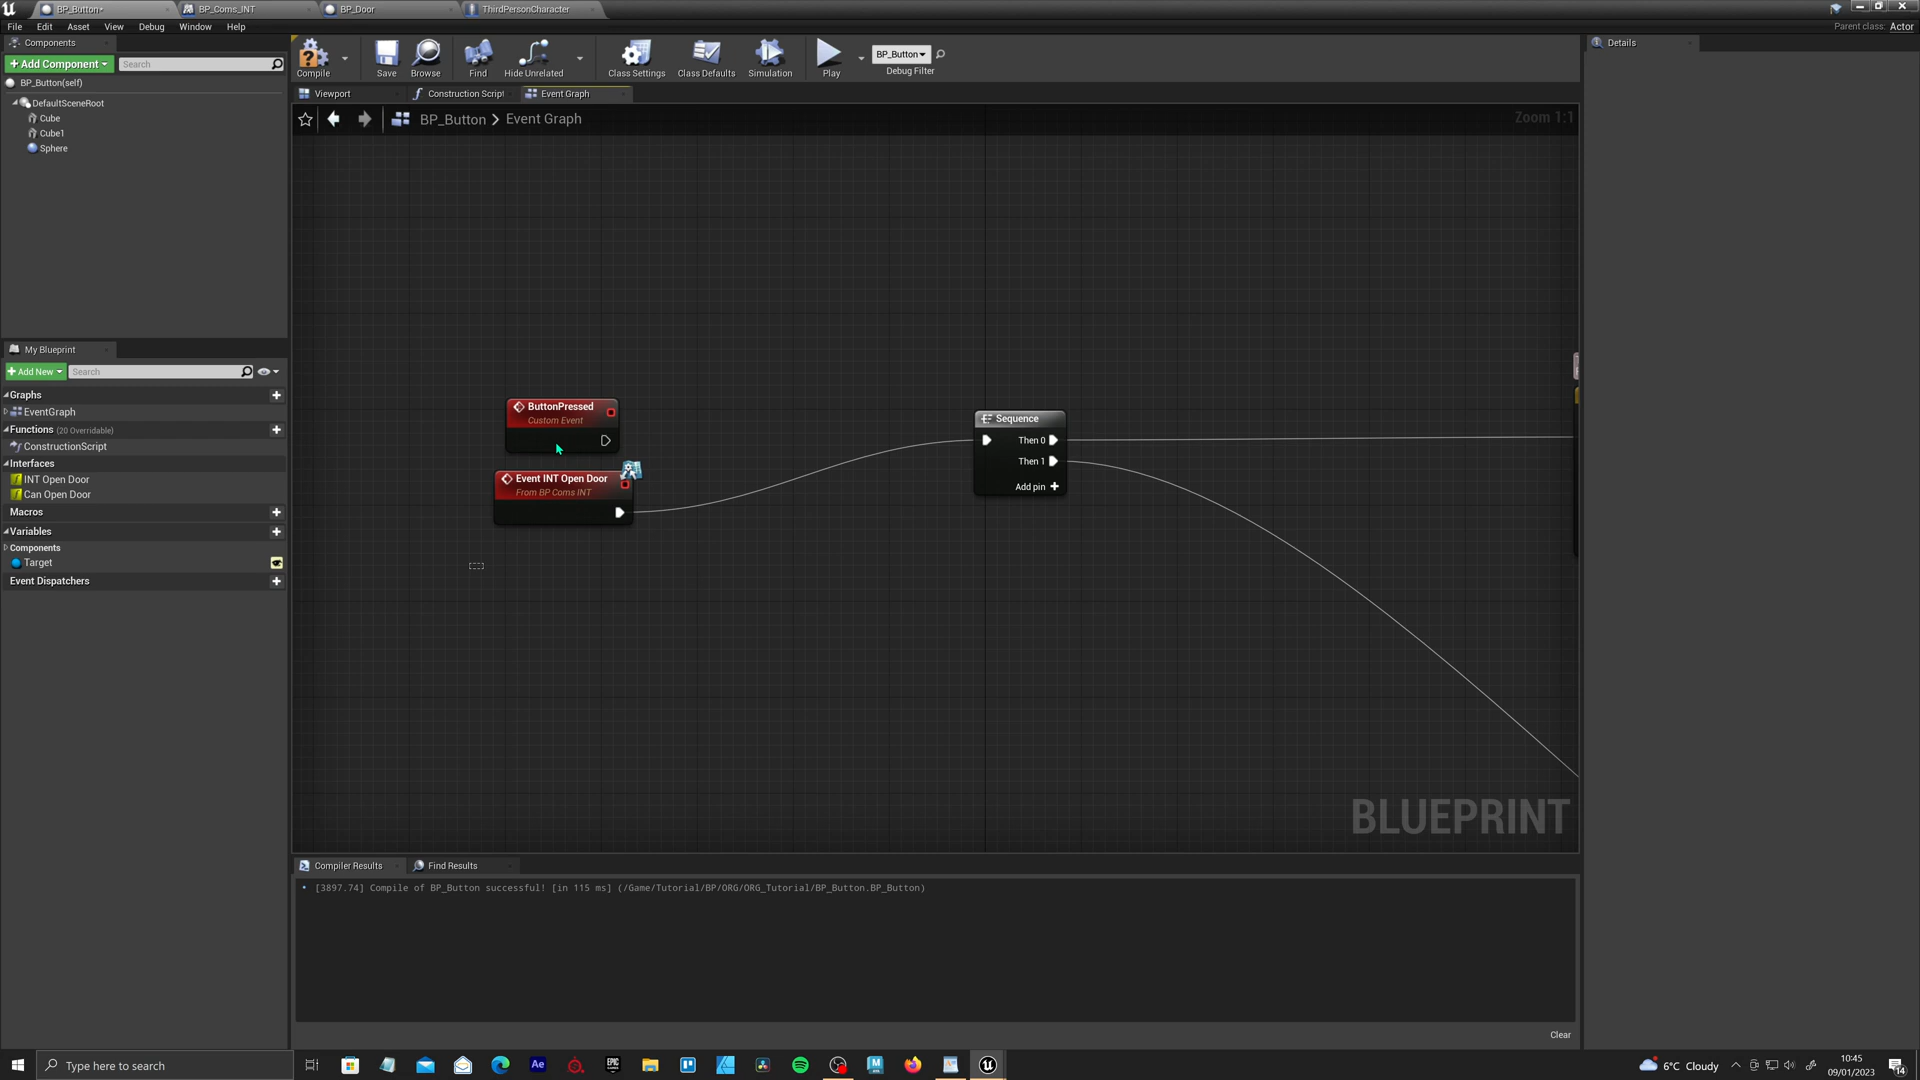 BP_Button*
BP_Coms_INT
BP_Door
ThirdPersonCharacter
File Edit Asset View Debug Window Help
Parent class: Actor
Components
Details
+ Add Component
Search
BP_Button(self)
DefaultSceneRoot
Cube
Cube1
Sphere
Compile
Save
Browse
Find
Hide Unrelated
Class Settings
Class Defaults
Simulation
Play
BP_Button
Debug Filter
Viewport
Construction Script
Event Graph
BP_Button > Event Graph
Zoom 1:1
ButtonPressed
Custom Event
Event INT Open Door
From BP Coms INT
Sequence
Then 0
Then 1
Add pin +
BLUEPRINT
My Blueprint
+ Add New
Search
Graphs
EventGraph
Functions (20 Overridable)
ConstructionScript
Interfaces
INT Open Door
Can Open Door
Macros
Variables
Components
Target
Event Dispatchers
Compiler Results
Find Results
[3897.74] Compile of BP_Button successful! [in 115 ms] (/Game/Tutorial/BP/ORG/ORG_Tutorial/BP_Button.BP_Button)
Clear
Type here to search
Ae
EPIC GAMES
6°C Cloudy
10:45
09/01/2023
14